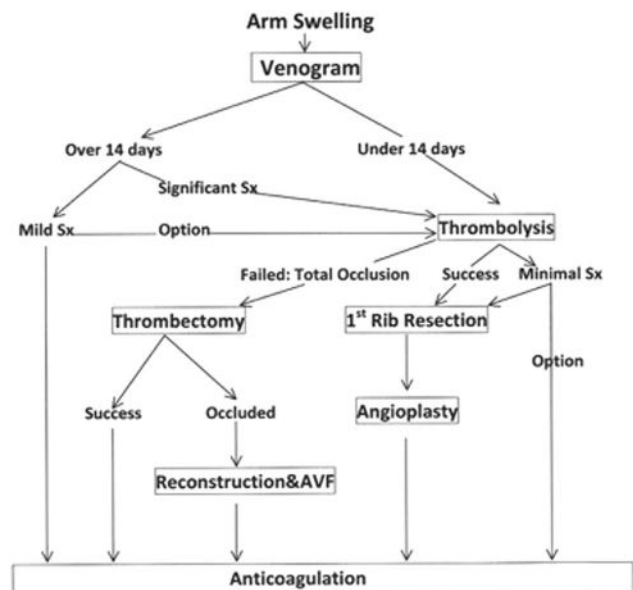 Arm Swelling
Venogram
Over 14 days
Under 14 days
Significant Sx
Mild Sx
Option
Thrombolysis
Failed: Total Occlusion
Success
Minimal Sx
Thrombectomy
1st Rib Resection
Option
Success
Occluded
Angioplasty
Reconstruction&AVF
Anticoagulation